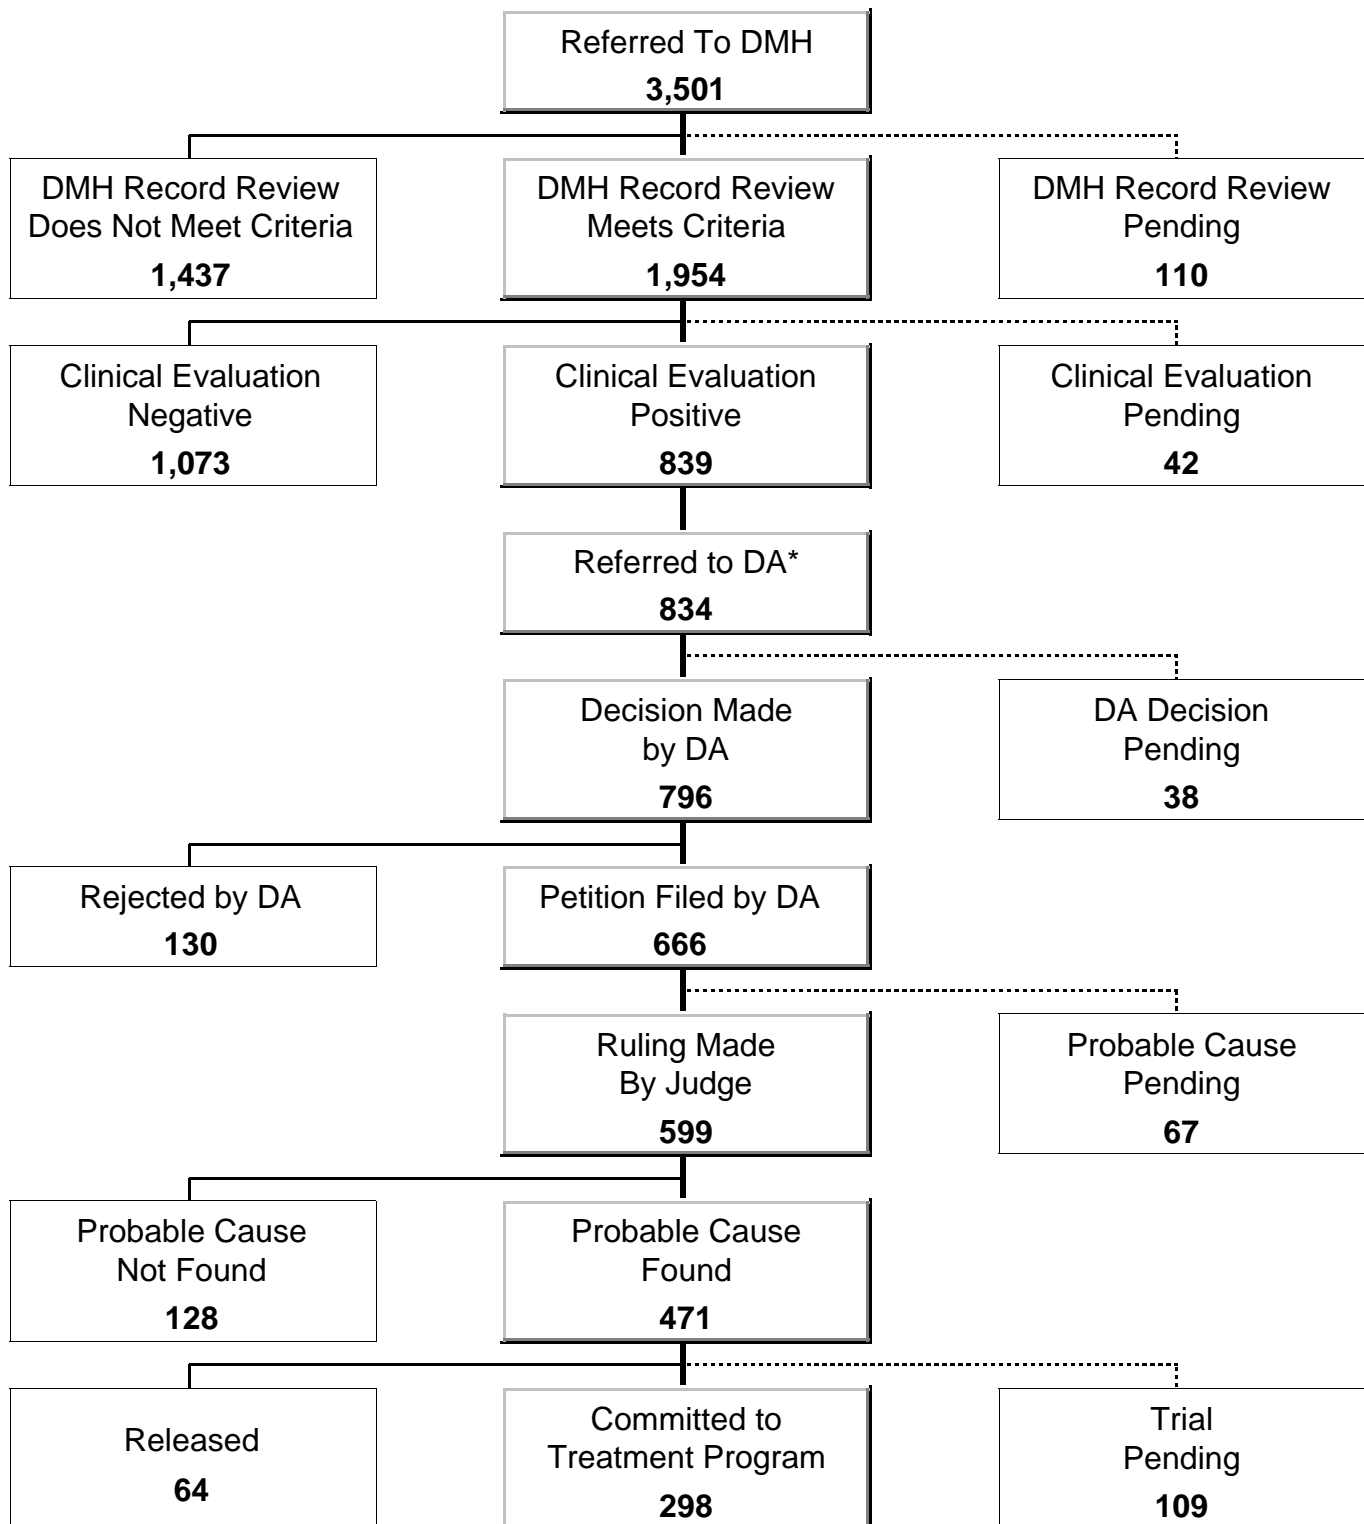 Referred To DMH
3,501
DMH Record Review
Does Not Meet Criteria
1,437
DMH Record Review
Meets Criteria
1,954
DMH Record Review
Pending
110
Clinical Evaluation
Negative
1,073
Clinical Evaluation
Positive
839
Clinical Evaluation
Pending
42
Referred to DA*
834
Decision Made
by DA
796
DA Decision
Pending
38
Rejected by DA
130
Petition Filed by DA
666
Ruling Made
By Judge
599
Probable Cause
Pending
67
Probable Cause
Not Found
128
Probable Cause
Found
471
Released
64
Committed to
Treatment Program
298
Trial
Pending
109